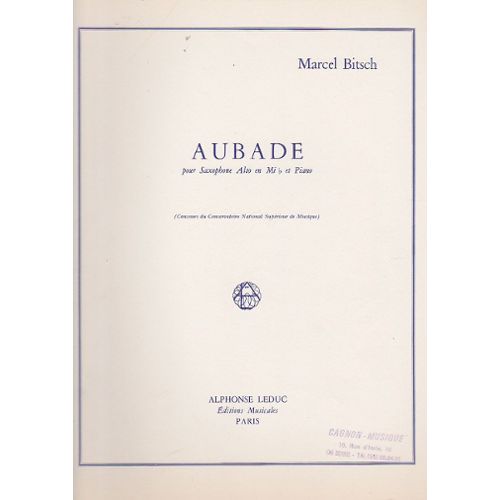 Marcel Bitsch
AUBADE
pour Saxophone Alto en Mi ♭ et Piano
(Concours du Conservatoire National Supérieur de Musique)
ALPHONSE LEDUC
Éditions Musicales
PARIS
CAGNON-MUSIQUE